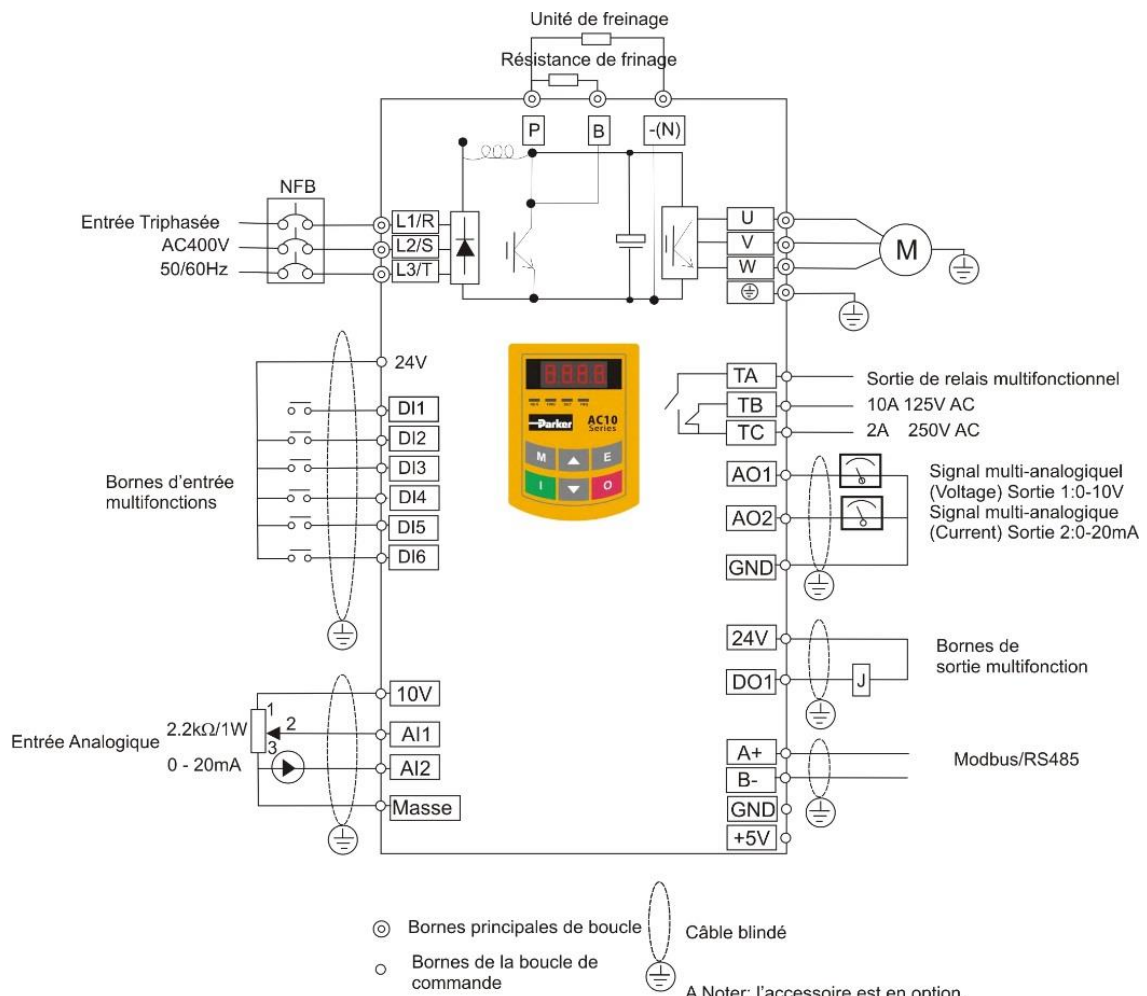 Unité de freinage
Résistance de frinage
P
B
-(N)
NFB
Entrée Triphasée
AC400V
50/60Hz
L1/R
L2/S
L3/T
U
V
W
M
24V
DI1
DI2
DI3
DI4
DI5
DI6
Bornes d'entrée
multifonctions
8.8.8.8.
Parker
AC10
Series
M
E
I
O
TA
TB
TC
Sortie de relais multifonctionnel
10A 125V AC
2A 250V AC
AO1
AO2
GND
Signal multi-analogiquel
(Voltage) Sortie 1:0-10V
Signal multi-analogique
(Current) Sortie 2:0-20mA
24V
DO1
J
Bornes de
sortie multifonction
10V
AI1
AI2
Masse
1
2
3
2.2kΩ/1W
Entrée Analogique
0 - 20mA
A+
B-
GND
+5V
Modbus/RS485
Bornes principales de boucle
Câble blindé
Bornes de la boucle de
commande
A Noter: l'accessoire est en option